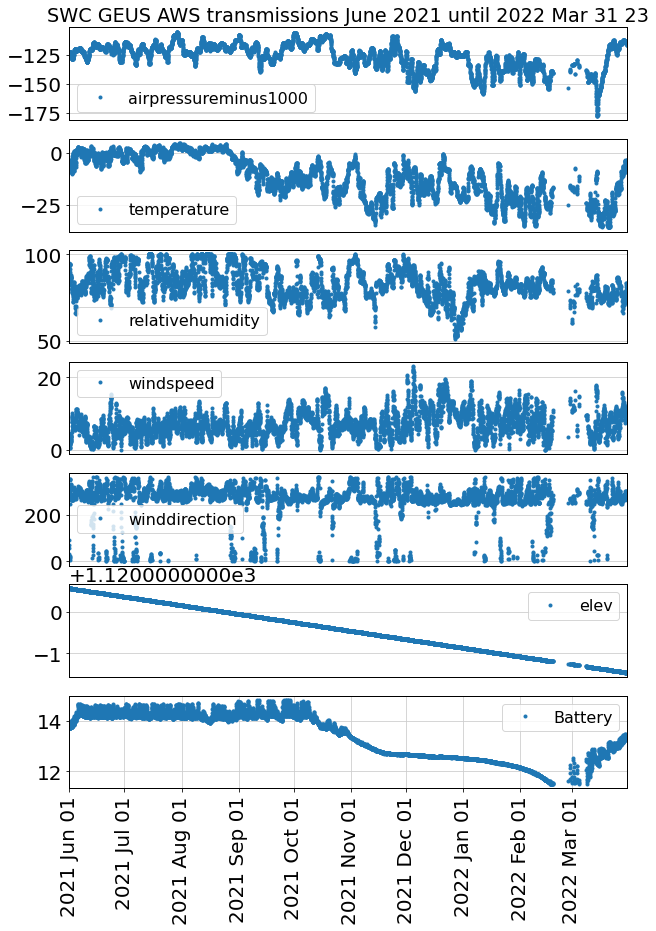 SWC GEUS AWS transmissions June 2021 until 2022 Mar 31 23
−125
−150
−175
airpressureminus1000
0
−25
temperature
100
50
relativehumidity
20
0
windspeed
200
0
winddirection
+1.1200000000e3
0
−1
elev
14
12
Battery
2021 Jun 01
2021 Jul 01
2021 Aug 01
2021 Sep 01
2021 Oct 01
2021 Nov 01
2021 Dec 01
2022 Jan 01
2022 Feb 01
2022 Mar 01